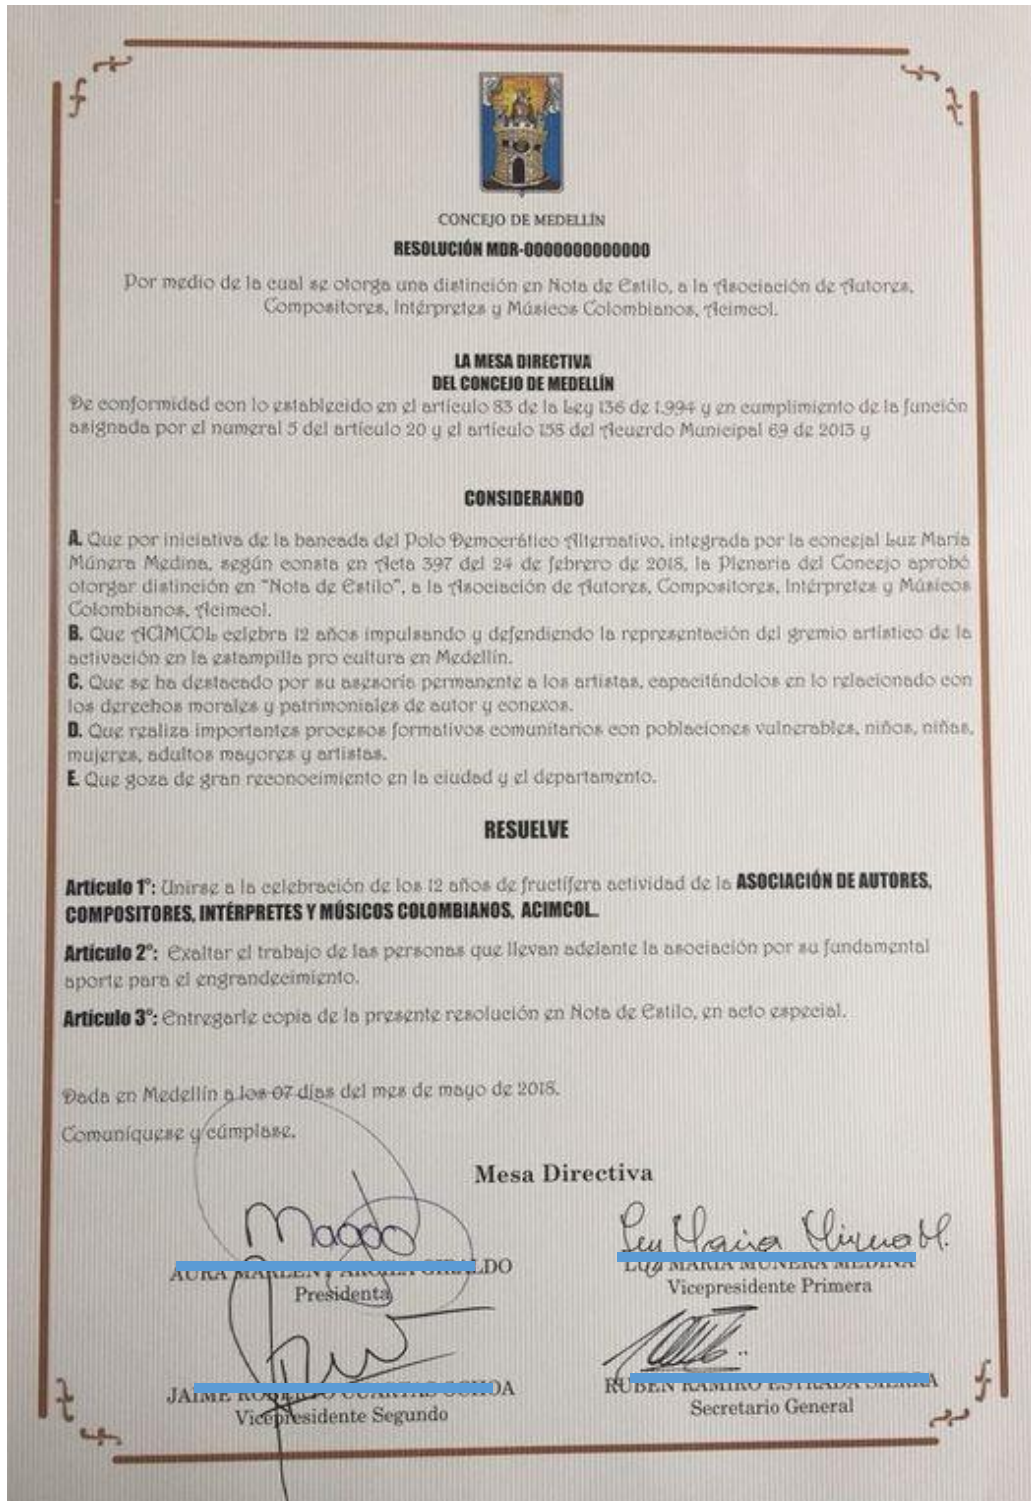 CONCEJO DE MEDELLÍN
RESOLUCIÓN MDR-0000000000000
Por medio de la cual se otorga una distinción en Nota de Estilo, a la Asociación de Autores,
Compositores, Intérpretes y Músicos Colombianos, Acimcol.
LA MESA DIRECTIVA
DEL CONCEJO DE MEDELLÍN
De conformidad con lo establecido en el artículo 83 de la Ley 136 de 1.994 y en cumplimiento de la función
asignada por el numeral 5 del artículo 20 y el artículo 158 del Acuerdo Municipal 69 de 2013 y
CONSIDERANDO
A. Que por iniciativa de la bancada del Polo Democrático Alternativo, integrada por la concejal Luz María
Múnera Medina, según consta en Acta 397 del 24 de febrero de 2018, la Plenaria del Concejo aprobó
otorgar distinción en "Nota de Estilo", a la Asociación de Autores, Compositores, Intérpretes y Músicos
Colombianos, Acimcol.
B. Que ACIMCOL celebra 12 años impulsando y defendiendo la representación del gremio artístico de la
activación en la estampilla pro cultura en Medellín.
C. Que se ha destacado por su asesoría permanente a los artistas, capacitándolos en lo relacionado con
los derechos morales y patrimoniales de autor y conexos.
D. Que realiza importantes procesos formativos comunitarios con poblaciones vulnerables, niños, niñas,
mujeres, adultos mayores y artistas.
E. Que goza de gran reconocimiento en la ciudad y el departamento.
RESUELVE
Artículo 1°: Unirse a la celebración de los 12 años de fructífera actividad de la ASOCIACIÓN DE AUTORES,
COMPOSITORES, INTÉRPRETES Y MÚSICOS COLOMBIANOS, ACIMCOL.
Artículo 2°: Exaltar el trabajo de las personas que llevan adelante la asociación por su fundamental
aporte para el engrandecimiento.
Artículo 3°: Entregarle copia de la presente resolución en Nota de Estilo, en acto especial.
Dada en Medellín a los 07 días del mes de mayo de 2018.
Comuníquese y cúmplase.
Mesa Directiva
Luz María Múnera M.
LUZ MARÍA MÚNERA MEDINA
Presidenta
Vicepresidente Primera
JAIME
RUBÉN RAMIRO ESTRADA SIERRA
Vicepresidente Segundo
Secretario General